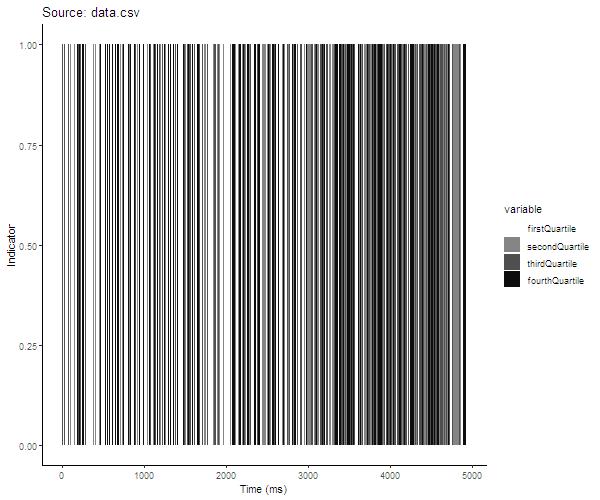 Source: data.csv
1.00
0.75
0.50
0.25
0.00
Indicator
0 1000 2000 3000 4000 5000
Time (ms)
variable
firstQuartile
secondQuartile
thirdQuartile
fourthQuartile